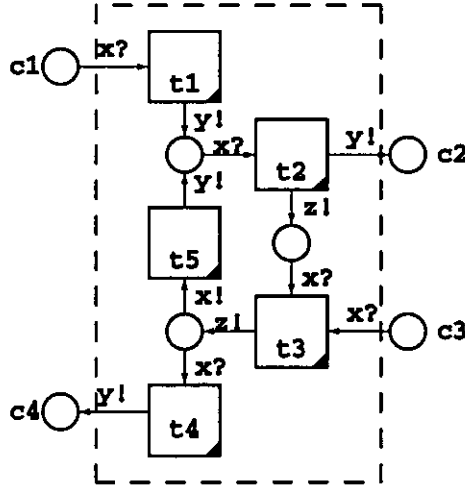 c1 x? t1
y!
x? t2 y! c2
y!
z!
t5
x!
x?
z! t3 x? c3
x?
c4 y! t4